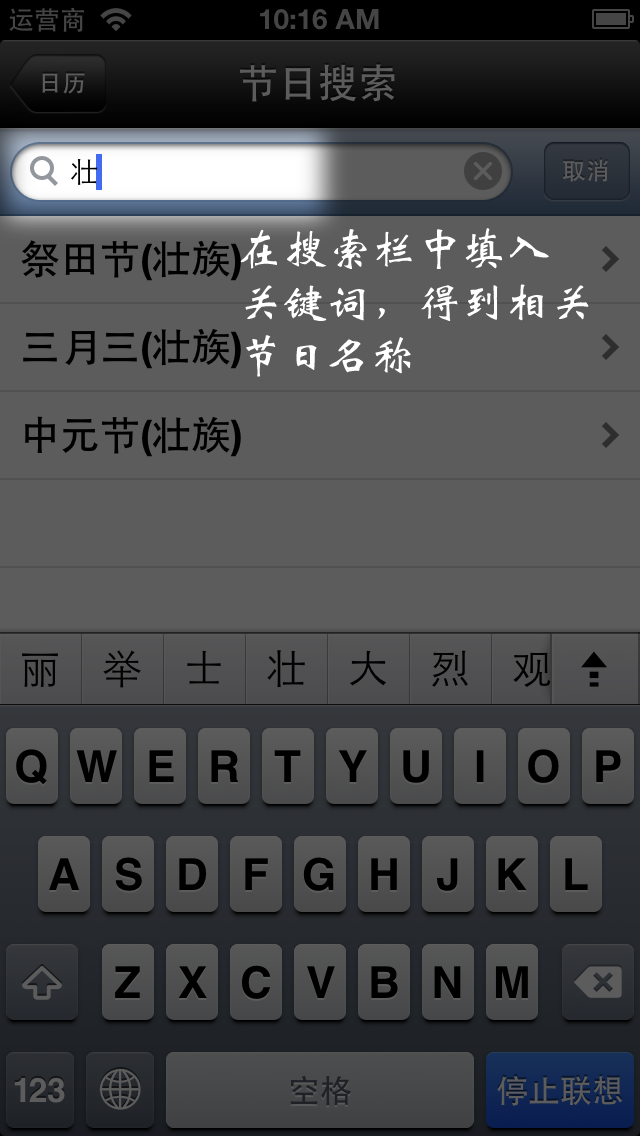 运营商 10:16 AM
日历 节日搜索
壮 取消
祭田节(壮族)
在搜索栏中填入
关键词，得到相关
节日名称
三月三(壮族)
中元节(壮族)
丽 举 士 壮 大 烈 观
Q W E R T Y U I O P
A S D F G H J K L
Z X C V B N M
123 空格 停止联想